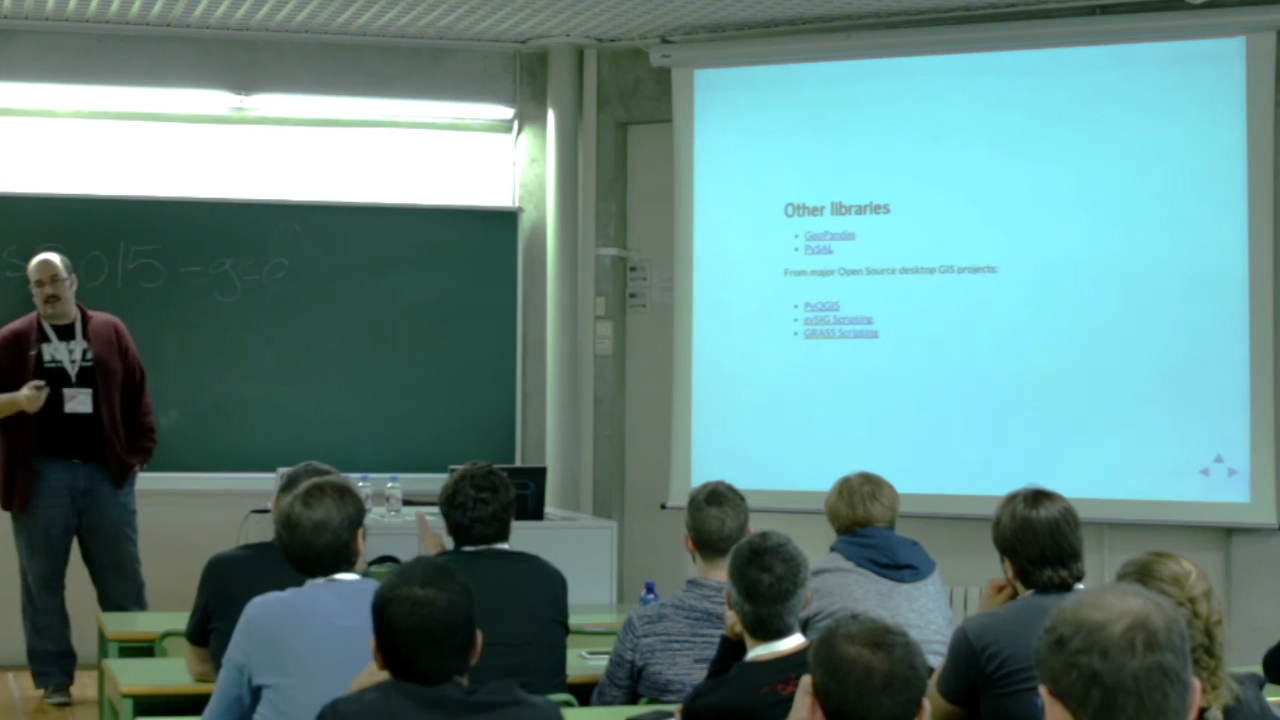 Other libraries
GeoPandas
PySAL
From major Open Source desktop GIS projects:
PyQGIS
gvSIG Scripting
GRASS Scripting